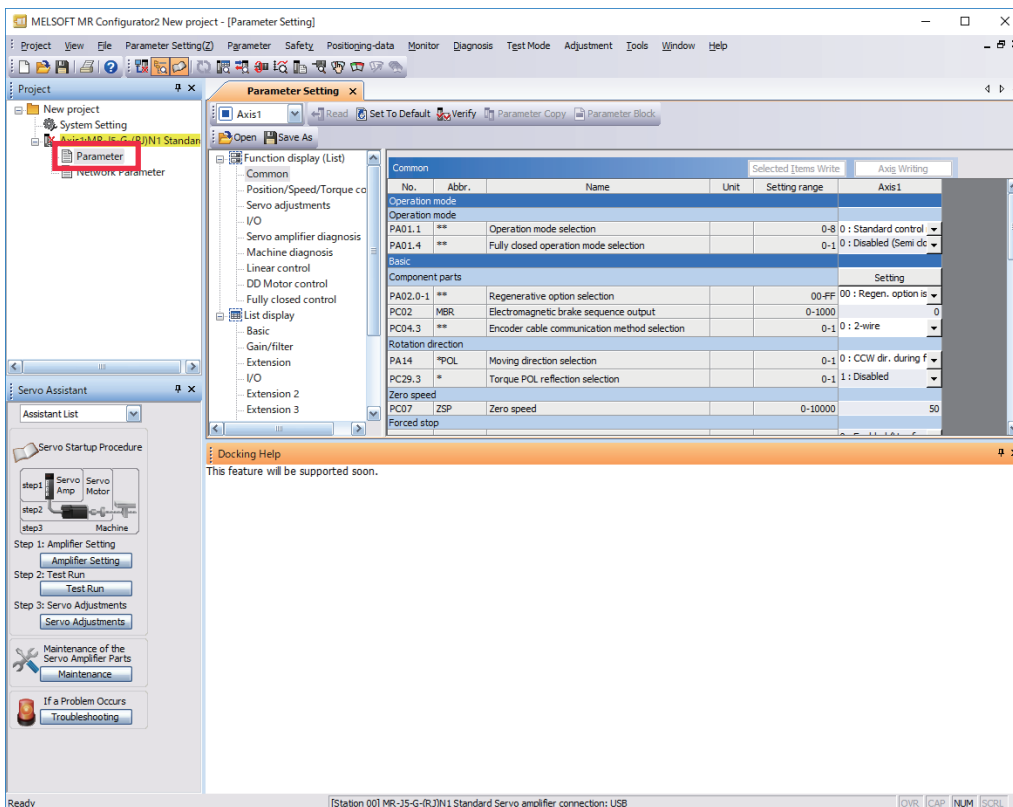 MELSOFT MR Configurator2 New project - [Parameter Setting]
Project View File Parameter Setting(Z) Parameter Safety Positioning-data Monitor Diagnosis Test Mode Adjustment Tools Window Help
Project
New project
System Setting
Axis1:MR-J5-G-(RJ)N1 Standar
Parameter
Network Parameter
Servo Assistant
Assistant List
Servo Startup Procedure
step1
Servo Amp
Servo Motor
step2
step3
Machine
Step 1: Amplifier Setting
Amplifier Setting
Step 2: Test Run
Test Run
Step 3: Servo Adjustments
Servo Adjustments
Maintenance of the
Servo Amplifier Parts
Maintenance
If a Problem Occurs
Troubleshooting
Parameter Setting
Axis1 Read Set To Default Verify Parameter Copy Parameter Block
Open Save As
Function display (List)
Common
Position/Speed/Torque co
Servo adjustments
I/O
Servo amplifier diagnosis
Machine diagnosis
Linear control
DD Motor control
Fully closed control
List display
Basic
Gain/filter
Extension
I/O
Extension 2
Extension 3
Common Selected Items Write Axis Writing
No. Abbr. Name Unit Setting range Axis1
Operation mode
Operation mode
PA01.1 ** Operation mode selection 0-8 0 : Standard control
PA01.4 ** Fully closed operation mode selection 0-1 0 : Disabled (Semi clo
Basic
Component parts Setting
PA02.0-1 ** Regenerative option selection 00-FF 00 : Regen. option is
PC02 MBR Electromagnetic brake sequence output 0-1000 0
PC04.3 ** Encoder cable communication method selection 0-1 0 : 2-wire
Rotation direction
PA14 *POL Moving direction selection 0-1 0 : CCW dir. during f
PC29.3 * Torque POL reflection selection 0-1 1 : Disabled
Zero speed
PC07 ZSP Zero speed 0-10000 50
Forced stop
Docking Help
This feature will be supported soon.
Ready [Station 00] MR-J5-G-(RJ)N1 Standard Servo amplifier connection: USB OVR CAP NUM SCRL